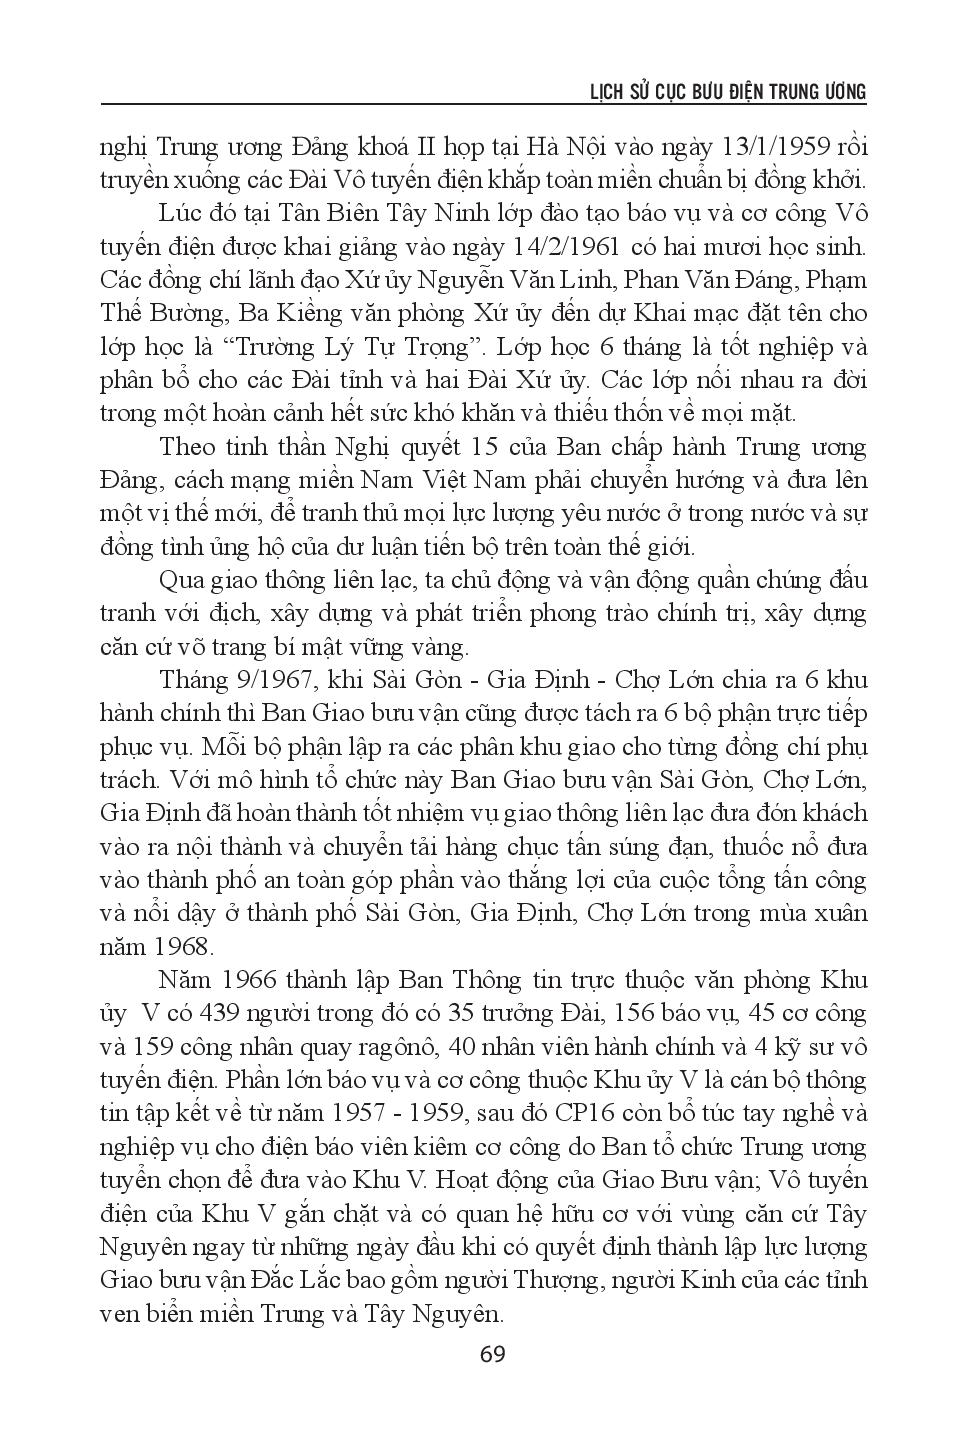 LỊCH SỬ CỤC BƯU ĐIỆN TRUNG ƯƠNG
nghị Trung ương Đảng khoá II họp tại Hà Nội vào ngày 13/1/1959 rồi
truyền xuống các Đài Vô tuyến điện khắp toàn miền chuẩn bị đồng khởi.
Lúc đó tại Tân Biên Tây Ninh lớp đào tạo báo vụ và cơ công Vô
tuyến điện được khai giảng vào ngày 14/2/1961 có hai mươi học sinh.
Các đồng chí lãnh đạo Xứ ủy Nguyễn Văn Linh, Phan Văn Đáng, Phạm
Thế Bường, Ba Kiềng văn phòng Xứ ủy đến dự Khai mạc đặt tên cho
lớp học là “Trường Lý Tự Trọng”. Lớp học 6 tháng là tốt nghiệp và
phân bổ cho các Đài tỉnh và hai Đài Xứ ủy. Các lớp nối nhau ra đời
trong một hoàn cảnh hết sức khó khăn và thiếu thốn về mọi mặt.
Theo tinh thần Nghị quyết 15 của Ban chấp hành Trung ương
Đảng, cách mạng miền Nam Việt Nam phải chuyển hướng và đưa lên
một vị thế mới, để tranh thủ mọi lực lượng yêu nước ở trong nước và sự
đồng tình ủng hộ của dư luận tiến bộ trên toàn thế giới.
Qua giao thông liên lạc, ta chủ động và vận động quần chúng đấu
tranh với địch, xây dựng và phát triển phong trào chính trị, xây dựng
căn cứ võ trang bí mật vững vàng.
Tháng 9/1967, khi Sài Gòn - Gia Định - Chợ Lớn chia ra 6 khu
hành chính thì Ban Giao bưu vận cũng được tách ra 6 bộ phận trực tiếp
phục vụ. Mỗi bộ phận lập ra các phân khu giao cho từng đồng chí phụ
trách. Với mô hình tổ chức này Ban Giao bưu vận Sài Gòn, Chợ Lớn,
Gia Định đã hoàn thành tốt nhiệm vụ giao thông liên lạc đưa đón khách
vào ra nội thành và chuyển tải hàng chục tấn súng đạn, thuốc nổ đưa
vào thành phố an toàn góp phần vào thắng lợi của cuộc tổng tấn công
và nổi dậy ở thành phố Sài Gòn, Gia Định, Chợ Lớn trong mùa xuân
năm 1968.
Năm 1966 thành lập Ban Thông tin trực thuộc văn phòng Khu
ủy V có 439 người trong đó có 35 trưởng Đài, 156 báo vụ, 45 cơ công
và 159 công nhân quay ragônô, 40 nhân viên hành chính và 4 kỹ sư vô
tuyến điện. Phần lớn báo vụ và cơ công thuộc Khu ủy V là cán bộ thông
tin tập kết về từ năm 1957 - 1959, sau đó CP16 còn bổ túc tay nghề và
nghiệp vụ cho điện báo viên kiêm cơ công do Ban tổ chức Trung ương
tuyển chọn để đưa vào Khu V. Hoạt động của Giao Bưu vận; Vô tuyến
điện của Khu V gắn chặt và có quan hệ hữu cơ với vùng căn cứ Tây
Nguyên ngay từ những ngày đầu khi có quyết định thành lập lực lượng
Giao bưu vận Đắc Lắc bao gồm người Thượng, người Kinh của các tỉnh
ven biển miền Trung và Tây Nguyên.
69